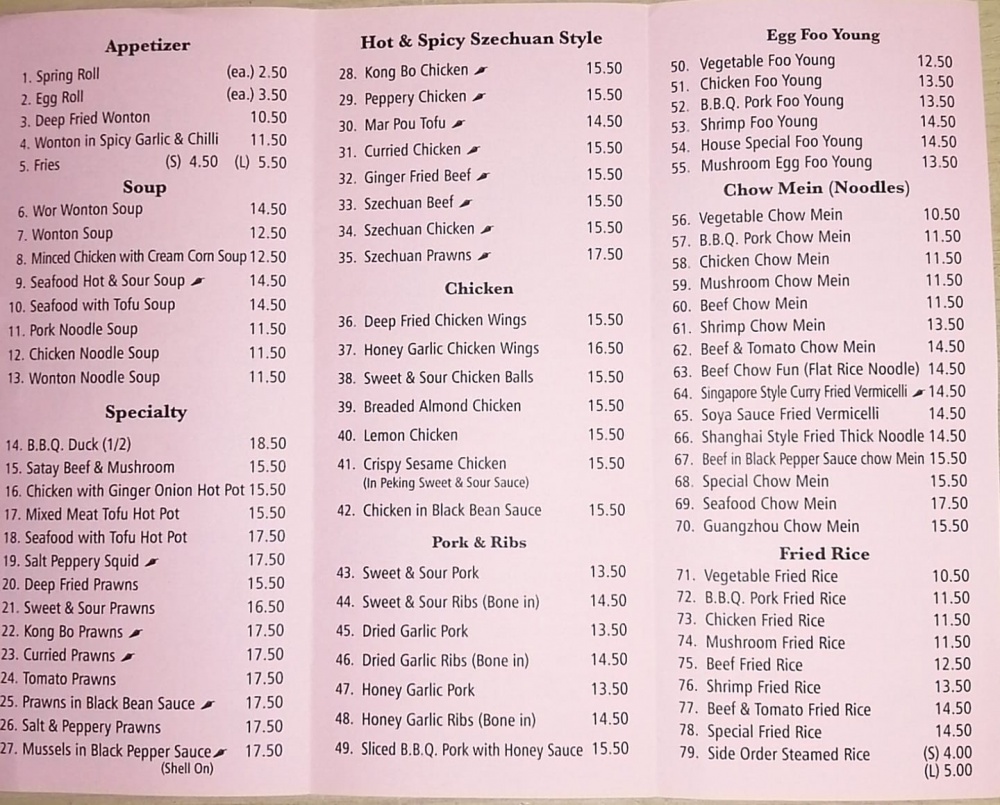 Appetizer
1. Spring Roll (ea.) 2.50
2. Egg Roll (ea.) 3.50
3. Deep Fried Wonton 10.50
4. Wonton in Spicy Garlic & Chilli 11.50
5. Fries (S) 4.50 (L) 5.50
Soup
6. Wor Wonton Soup 14.50
7. Wonton Soup 12.50
8. Minced Chicken with Cream Corn Soup 12.50
9. Seafood Hot & Sour Soup 14.50
10. Seafood with Tofu Soup 14.50
11. Pork Noodle Soup 11.50
12. Chicken Noodle Soup 11.50
13. Wonton Noodle Soup 11.50
Specialty
14. B.B.Q. Duck (1/2) 18.50
15. Satay Beef & Mushroom 15.50
16. Chicken with Ginger Onion Hot Pot 15.50
17. Mixed Meat Tofu Hot Pot 15.50
18. Seafood with Tofu Hot Pot 17.50
19. Salt Peppery Squid 17.50
20. Deep Fried Prawns 15.50
21. Sweet & Sour Prawns 16.50
22. Kong Bo Prawns 17.50
23. Curried Prawns 17.50
24. Tomato Prawns 17.50
25. Prawns in Black Bean Sauce 17.50
26. Salt & Peppery Prawns 17.50
27. Mussels in Black Pepper Sauce 17.50
(Shell On)
Hot & Spicy Szechuan Style
28. Kong Bo Chicken 15.50
29. Peppery Chicken 15.50
30. Mar Pou Tofu 14.50
31. Curried Chicken 15.50
32. Ginger Fried Beef 15.50
33. Szechuan Beef 15.50
34. Szechuan Chicken 15.50
35. Szechuan Prawns 17.50
Chicken
36. Deep Fried Chicken Wings 15.50
37. Honey Garlic Chicken Wings 16.50
38. Sweet & Sour Chicken Balls 15.50
39. Breaded Almond Chicken 15.50
40. Lemon Chicken 15.50
41. Crispy Sesame Chicken 15.50
(In Peking Sweet & Sour Sauce)
42. Chicken in Black Bean Sauce 15.50
Pork & Ribs
43. Sweet & Sour Pork 13.50
44. Sweet & Sour Ribs (Bone in) 14.50
45. Dried Garlic Pork 13.50
46. Dried Garlic Ribs (Bone in) 14.50
47. Honey Garlic Pork 13.50
48. Honey Garlic Ribs (Bone in) 14.50
49. Sliced B.B.Q. Pork with Honey Sauce 15.50
Egg Foo Young
50. Vegetable Foo Young 12.50
51. Chicken Foo Young 13.50
52. B.B.Q. Pork Foo Young 13.50
53. Shrimp Foo Young 14.50
54. House Special Foo Young 14.50
55. Mushroom Egg Foo Young 13.50
Chow Mein (Noodles)
56. Vegetable Chow Mein 10.50
57. B.B.Q. Pork Chow Mein 11.50
58. Chicken Chow Mein 11.50
59. Mushroom Chow Mein 11.50
60. Beef Chow Mein 11.50
61. Shrimp Chow Mein 13.50
62. Beef & Tomato Chow Mein 14.50
63. Beef Chow Fun (Flat Rice Noodle) 14.50
64. Singapore Style Curry Fried Vermicelli 14.50
65. Soya Sauce Fried Vermicelli 14.50
66. Shanghai Style Fried Thick Noodle 14.50
67. Beef in Black Pepper Sauce chow Mein 15.50
68. Special Chow Mein 15.50
69. Seafood Chow Mein 17.50
70. Guangzhou Chow Mein 15.50
Fried Rice
71. Vegetable Fried Rice 10.50
72. B.B.Q. Pork Fried Rice 11.50
73. Chicken Fried Rice 11.50
74. Mushroom Fried Rice 11.50
75. Beef Fried Rice 12.50
76. Shrimp Fried Rice 13.50
77. Beef & Tomato Fried Rice 14.50
78. Special Fried Rice 14.50
79. Side Order Steamed Rice (S) 4.00
(L) 5.00